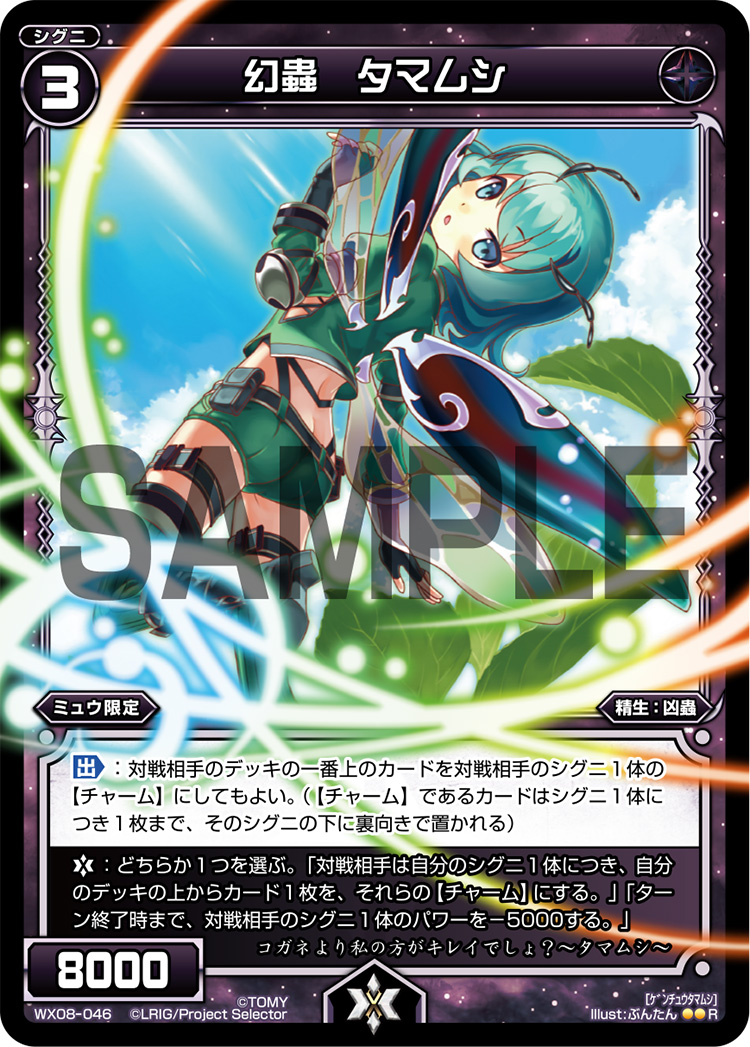 シグニ
3
幻蟲　タマムシ
SAMPLE
ミュウ限定
精生：凶蟲
出：対戦相手のデッキの一番上のカードを対戦相手のシグニ１体の
【チャーム】にしてもよい。（【チャーム】であるカードはシグニ１体に
つき１枚まで、そのシグニの下に裏向きで置かれる）
：どちらか１つを選ぶ。「対戦相手は自分のシグニ１体につき、自分
のデッキの上からカード１枚を、それらの【チャーム】にする。」「ター
ン終了時まで、対戦相手のシグニ１体のパワーを－5000する。」
コガネより私の方がキレイでしょ？〜タマムシ〜
8000
©TOMY
WX08-046 ©LRIG/Project Selector
[ｹﾞﾝﾁｭｳﾀﾏﾑｼ]
Illust:ぶんたん R